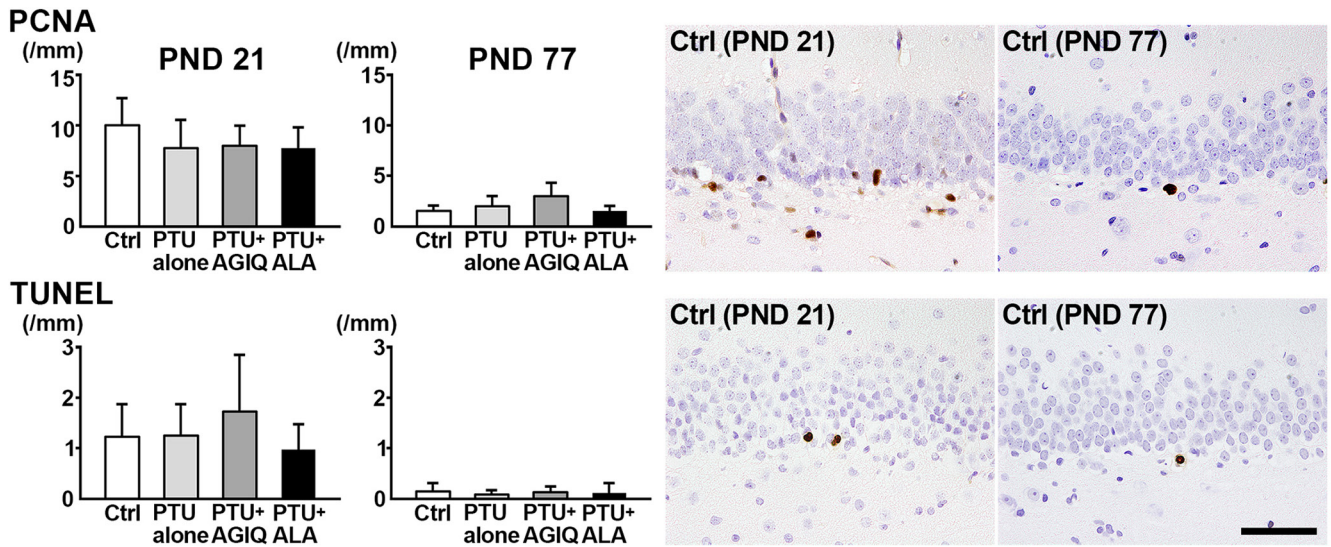 PCNA
(/mm)
PND 21
15
10
5
0
Ctrl
PTU
alone
PTU+
AGIQ
PTU+
ALA
(/mm)
PND 77
15
10
5
0
Ctrl
PTU
alone
PTU+
AGIQ
PTU+
ALA
Ctrl (PND 21)
Ctrl (PND 77)
TUNEL
(/mm)
3
2
1
0
Ctrl
PTU
alone
PTU+
AGIQ
PTU+
ALA
(/mm)
3
2
1
0
Ctrl
PTU
alone
PTU+
AGIQ
PTU+
ALA
Ctrl (PND 21)
Ctrl (PND 77)